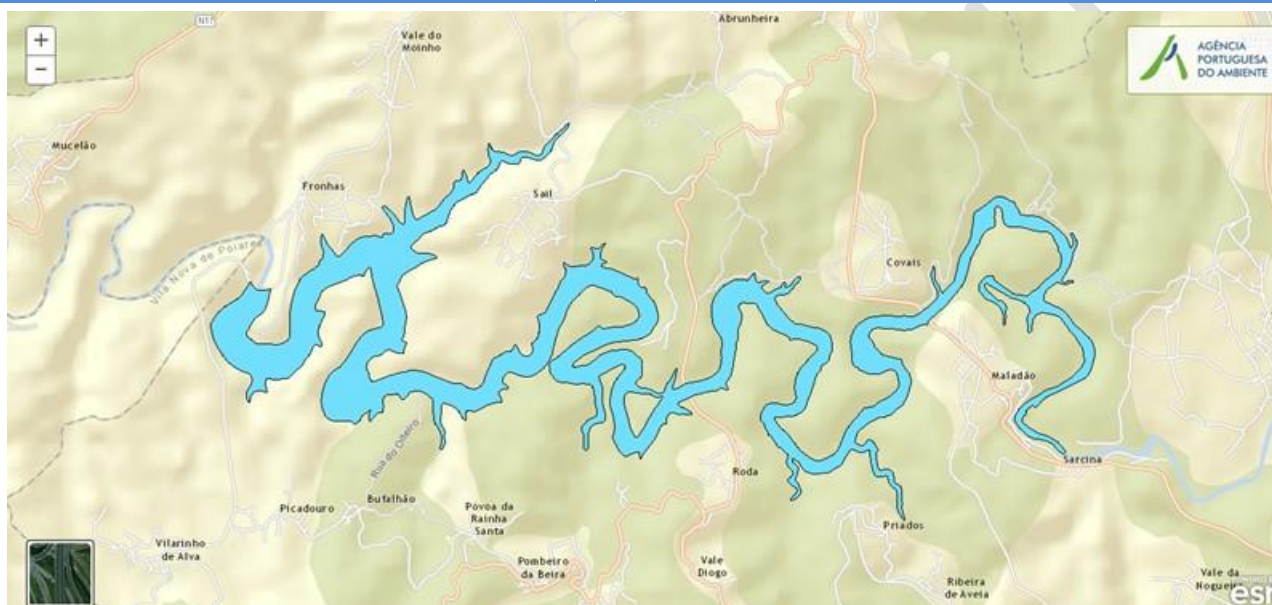 N17
Abrunheira
+
−
Vale do
Moinho
AGÊNCIA
PORTUGUESA
DO AMBIENTE
Mucelão
Fronhas
Sail
Vila Nova de Poiares
Covais
Maladão
Rua do Oiteiro
Sarcina
Roda
Picadouro
Bufalhão
Povoa da
Rainha
Santa
Priados
Vilarinho
de Alva
Pombeiro
da Beira
Vale
Diogo
Ribeira
de Aveia
Vale da
Nogueira
esri